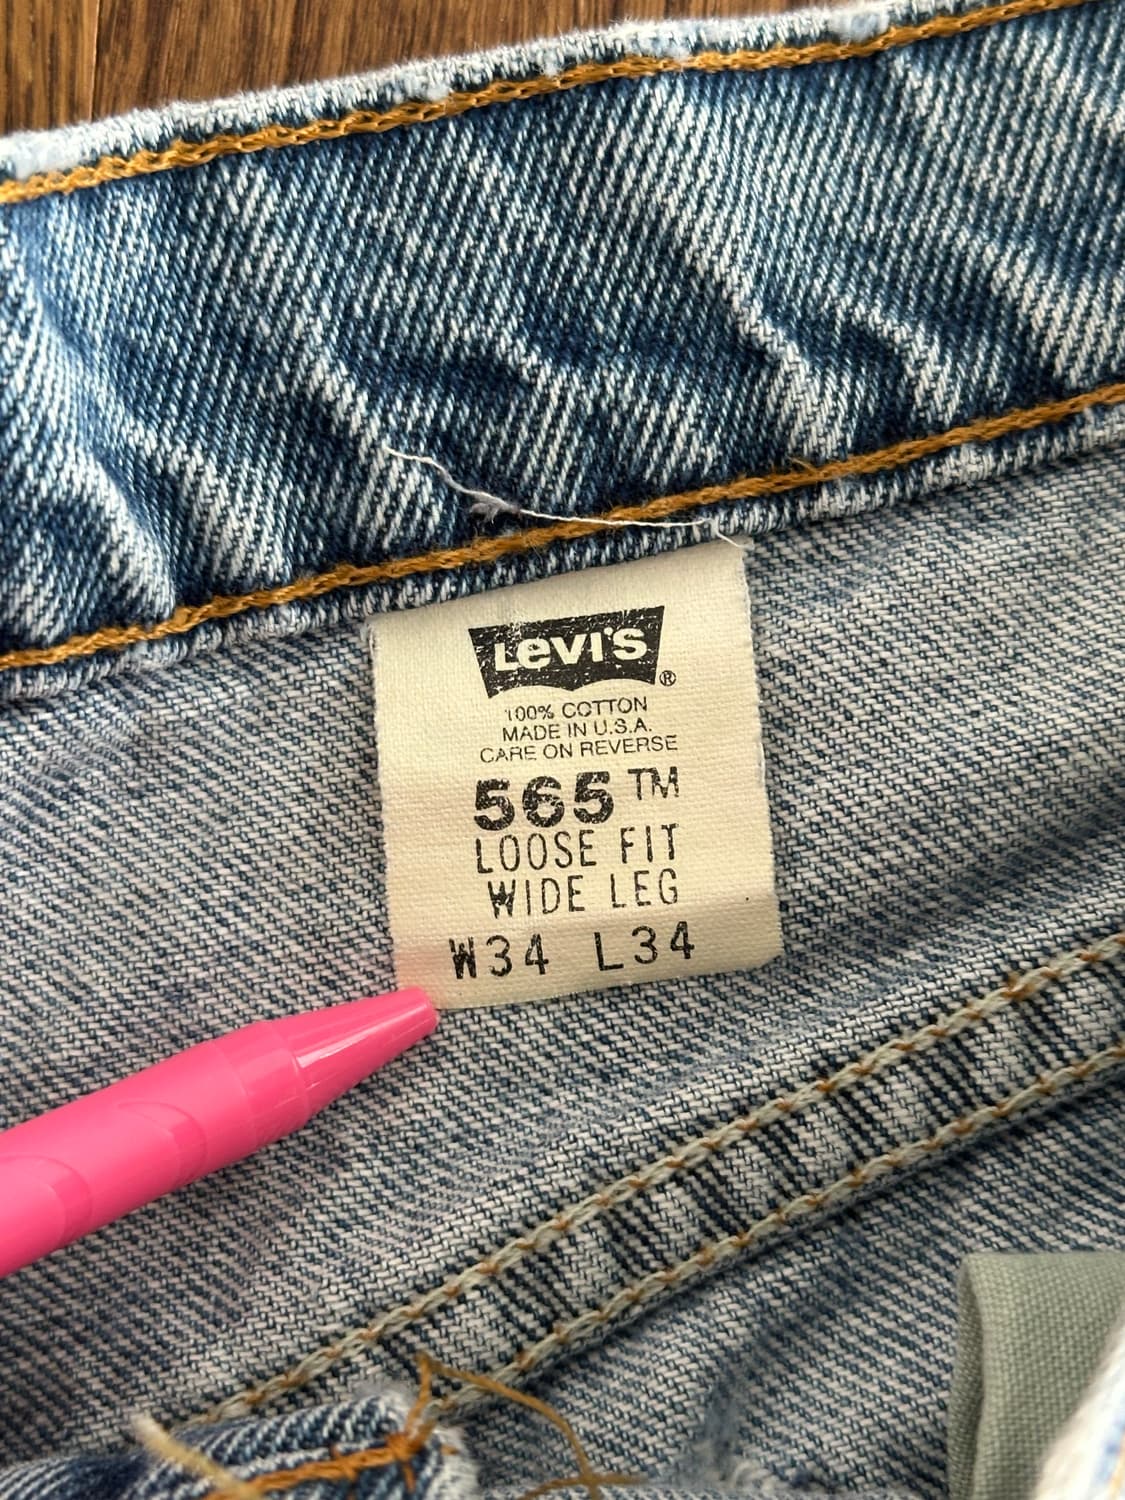 LEVI'S ®
100% COTTON
MADE IN U.S.A.
CARE ON REVERSE
565™
LOOSE FIT
WIDE LEG
W34 L34